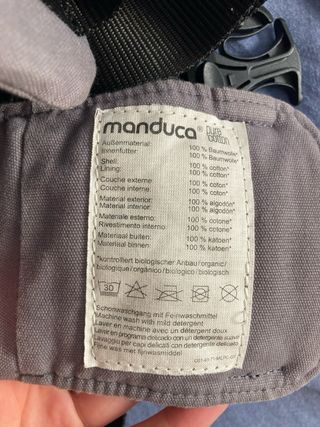 manduca® pure cotton
Außenmaterial: 100 % Baumwolle*
Innenfutter: 100 % Baumwolle*
Shell: 100 % cotton*
Lining: 100 % cotton*
Couche externe: 100 % coton*
Couche interne: 100 % coton*
Material exterior: 100 % algodón*
Material interior: 100 % algodón*
Materiale esterno: 100 % cotone*
Rivestimento interno: 100 % cotone*
Materiaal buiten: 100 % katoen*
Materiaal binnen: 100 % katoen*
*kontrolliert biologischer Anbau/organic/
biologique/orgánico/biologico/biologisch
30
Schonwaschgang mit Feinwaschmittel
Machine wash with mild detergent
Laver en machine avec un détergent doux
Lavar en programa delicado con detergente suave
Lavaggio per capi delicati con detergente delicato
Fijne was met fijnwasmiddel